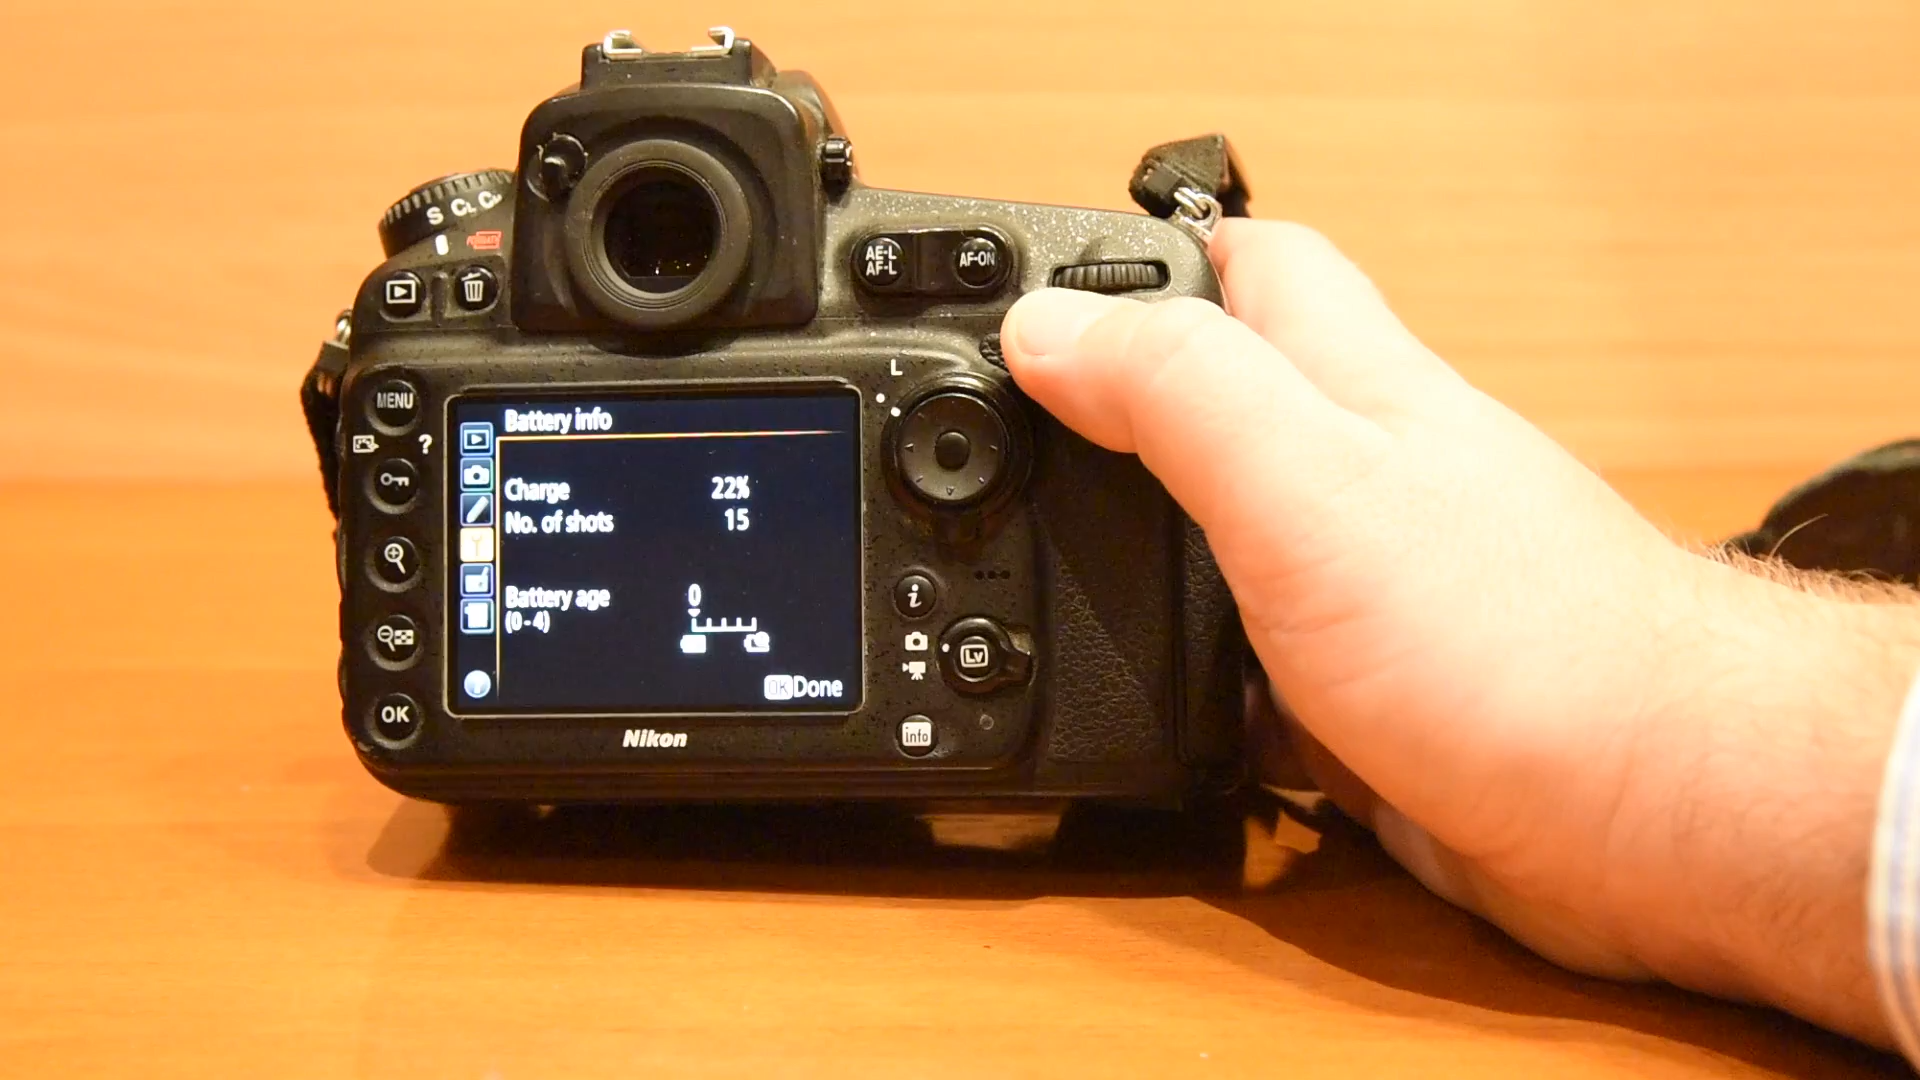 S CL CH
AE-L
AF-L
AF-ON
L
MENU
?
Battery info
Charge 22%
No. of shots 15
Battery age 0
(0-4)
OK Done
i
Lv
OK
Nikon
info